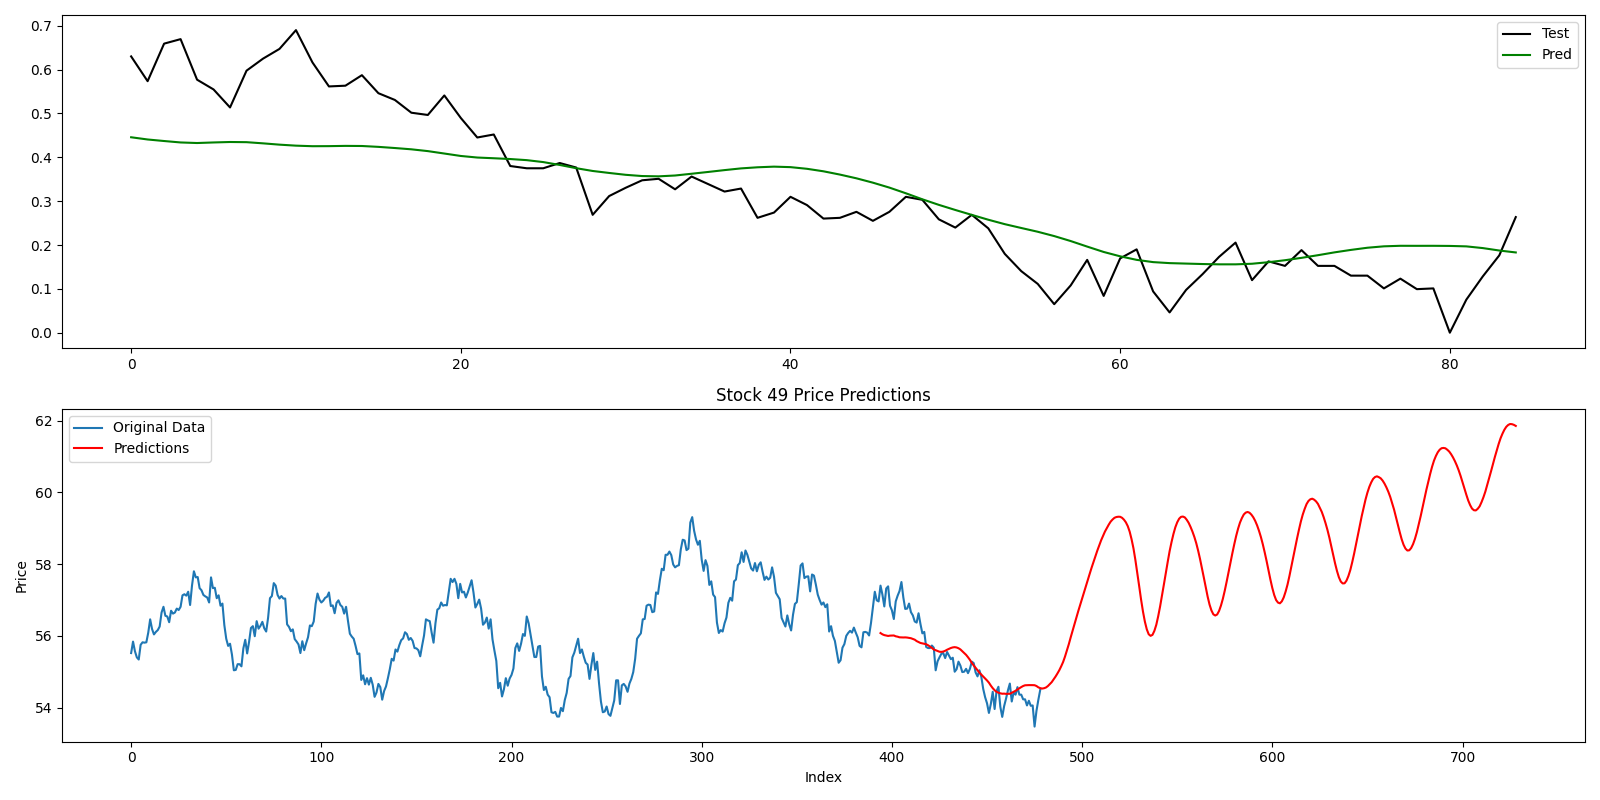 0.7
0.6
0.5
0.4
0.3
0.2
0.1
0.0
Test
Pred
0 20 40 60 80
Stock 49 Price Predictions
62
60
58
56
54
Price
Original Data
Predictions
0 100 200 300 400 500 600 700
Index